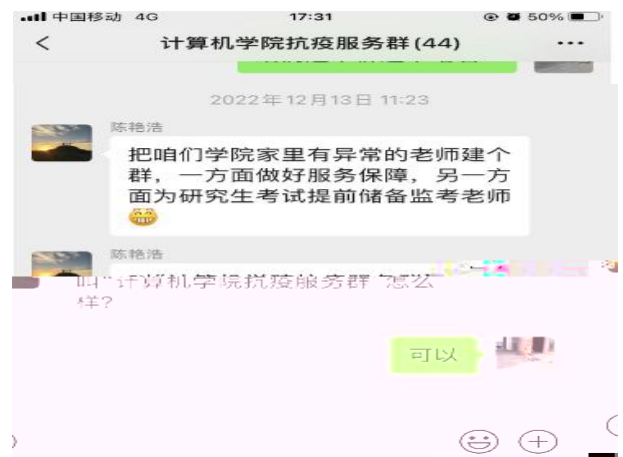 中国移动 4G 17:31 50%
计算机学院抗疫服务群(44)
2022年12月13日 11:23
陈艳浩
把咱们学院家里有异常的老师建个
群，一方面做好服务保障，另一方
面为研究生考试提前储备监考老师
陈艳浩
叫“计算机学院抗疫服务群”怎么
样?
可以